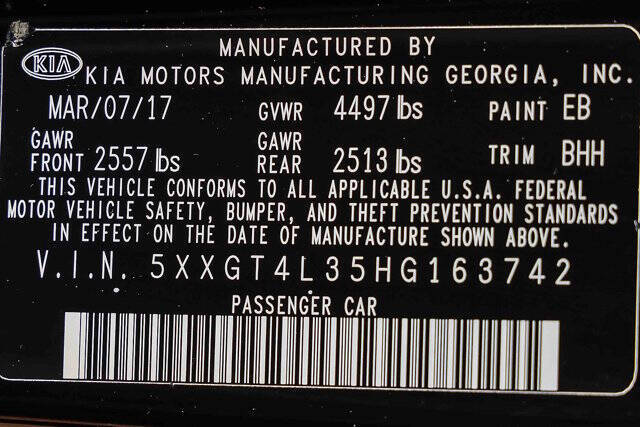 MANUFACTURED BY
KIA KIA MOTORS MANUFACTURING GEORGIA, INC.
MAR/07/17 GVWR 4497 lbs PAINT EB
GAWR FRONT 2557 lbs GAWR REAR 2513 lbs TRIM BHH
THIS VEHICLE CONFORMS TO ALL APPLICABLE U.S.A. FEDERAL
MOTOR VEHICLE SAFETY, BUMPER, AND THEFT PREVENTION STANDARDS
IN EFFECT ON THE DATE OF MANUFACTURE SHOWN ABOVE.
V.I.N. 5XXGT4L35HG163742
PASSENGER CAR